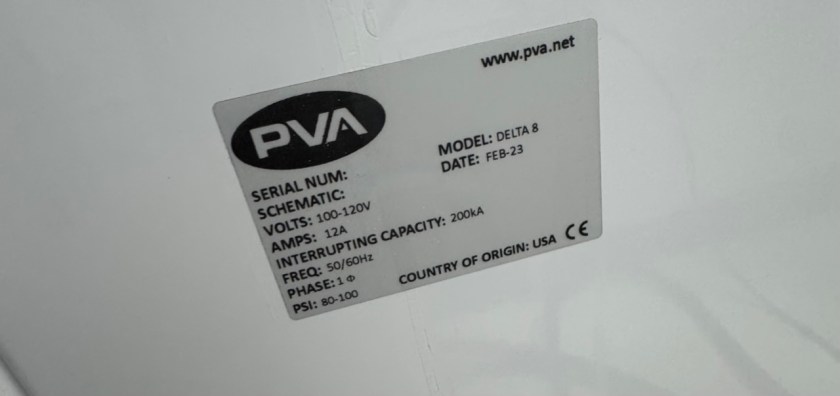 www.pva.net
PVA
MODEL: DELTA 8
DATE: FEB-23
SERIAL NUM:
SCHEMATIC:
VOLTS: 100-120V
AMPS: 12A
INTERRUPTING CAPACITY: 200kA
FREQ: 50/60Hz
PHASE: 1 Φ
PSI: 80-100
COUNTRY OF ORIGIN: USA CE